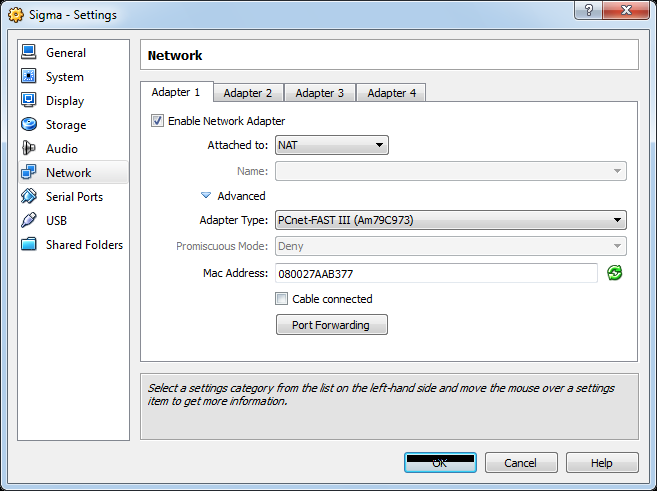 Sigma - Settings
General
System
Display
Storage
Audio
Network
Serial Ports
USB
Shared Folders
Network
Adapter 1 Adapter 2 Adapter 3 Adapter 4
Enable Network Adapter
Attached to: NAT
Name:
Advanced
Adapter Type: PCnet-FAST III (Am79C973)
Promiscuous Mode: Deny
Mac Address: 080027AAB377
Cable connected
Port Forwarding
Select a settings category from the list on the left-hand side and move the mouse over a settings
item to get more information.
OK Cancel Help